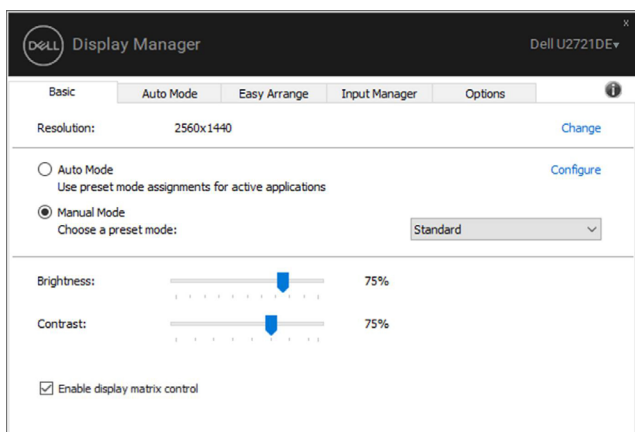 x
DELL Display Manager Dell U2721DE▾
Basic Auto Mode Easy Arrange Input Manager Options i
Resolution: 2560x1440 Change
Auto Mode Configure
Use preset mode assignments for active applications
Manual Mode
Choose a preset mode: Standard
Brightness: 75%
Contrast: 75%
Enable display matrix control